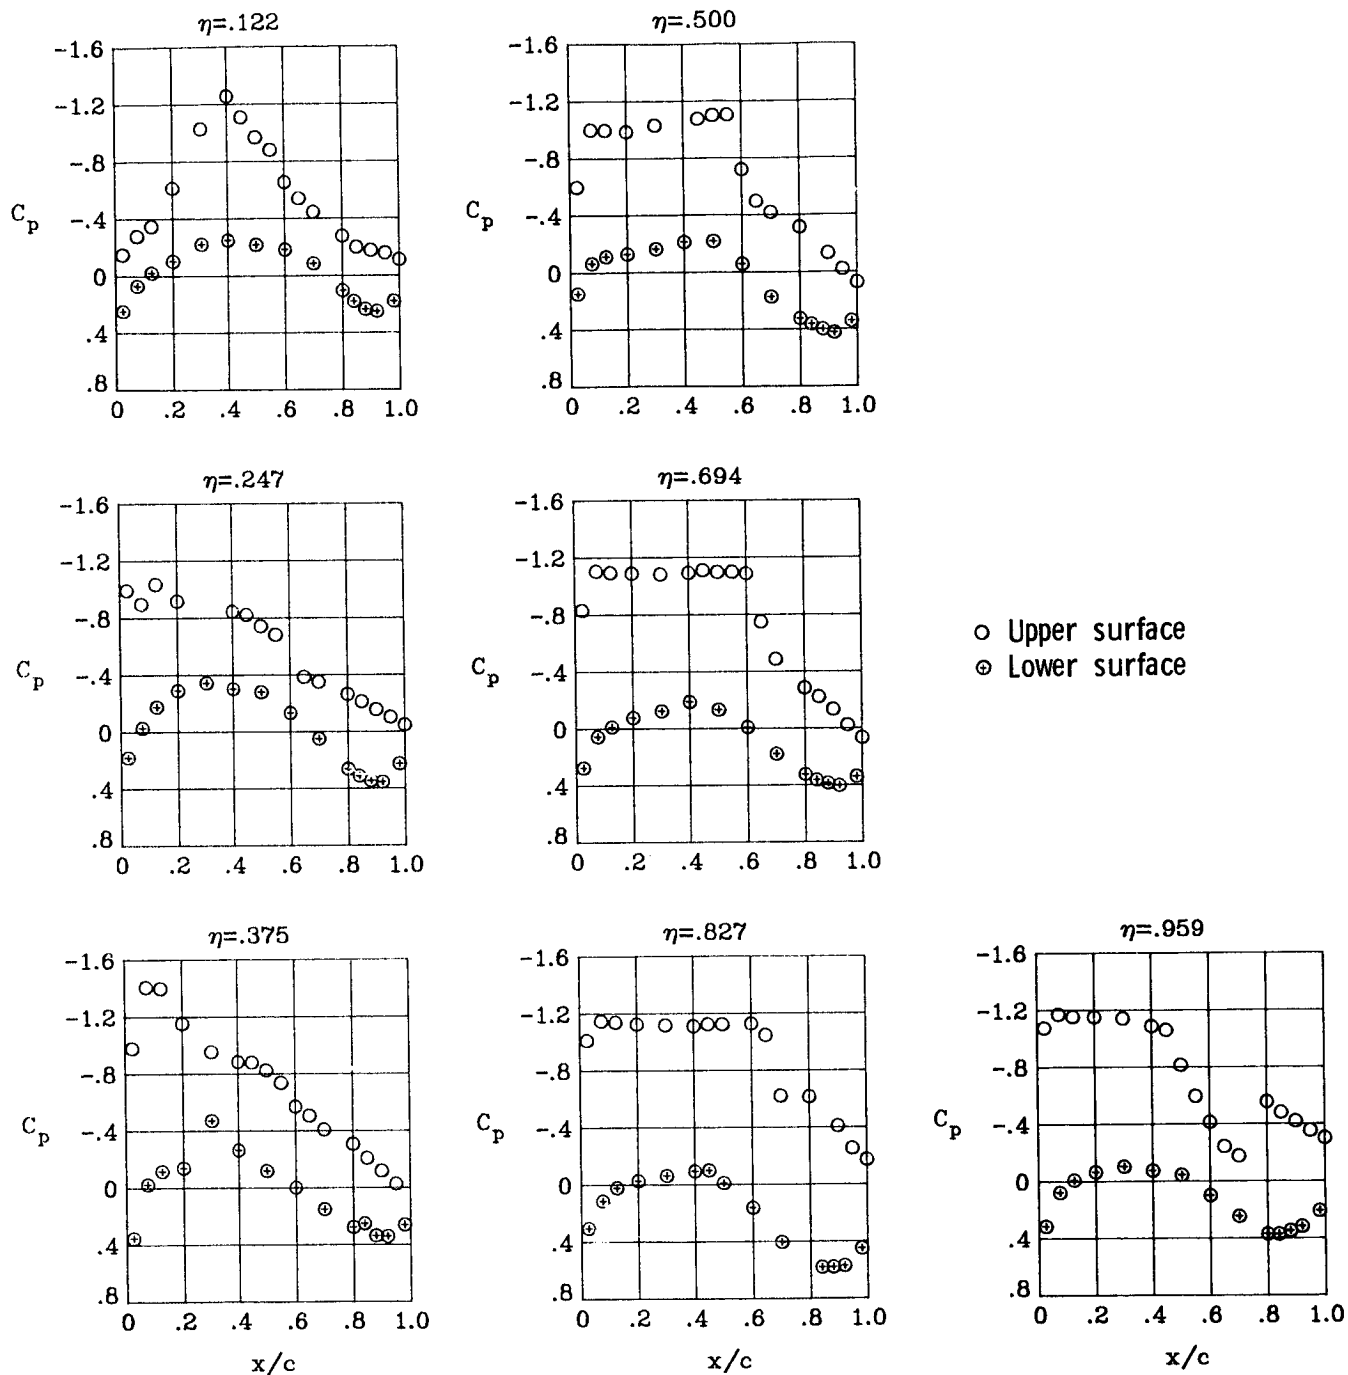 η=.122
-1.6
-1.2
-.8
-.4
0
.4
.8
C_p
0 .2 .4 .6 .8 1.0
η=.500
-1.6
-1.2
-.8
-.4
0
.4
.8
C_p
0 .2 .4 .6 .8 1.0
η=.247
-1.6
-1.2
-.8
-.4
0
.4
.8
C_p
0 .2 .4 .6 .8 1.0
η=.694
-1.6
-1.2
-.8
-.4
0
.4
.8
C_p
0 .2 .4 .6 .8 1.0
Upper surface
Lower surface
η=.375
-1.6
-1.2
-.8
-.4
0
.4
.8
C_p
0 .2 .4 .6 .8 1.0
x/c
η=.827
-1.6
-1.2
-.8
-.4
0
.4
.8
C_p
0 .2 .4 .6 .8 1.0
x/c
η=.959
-1.6
-1.2
-.8
-.4
0
.4
.8
C_p
0 .2 .4 .6 .8 1.0
x/c